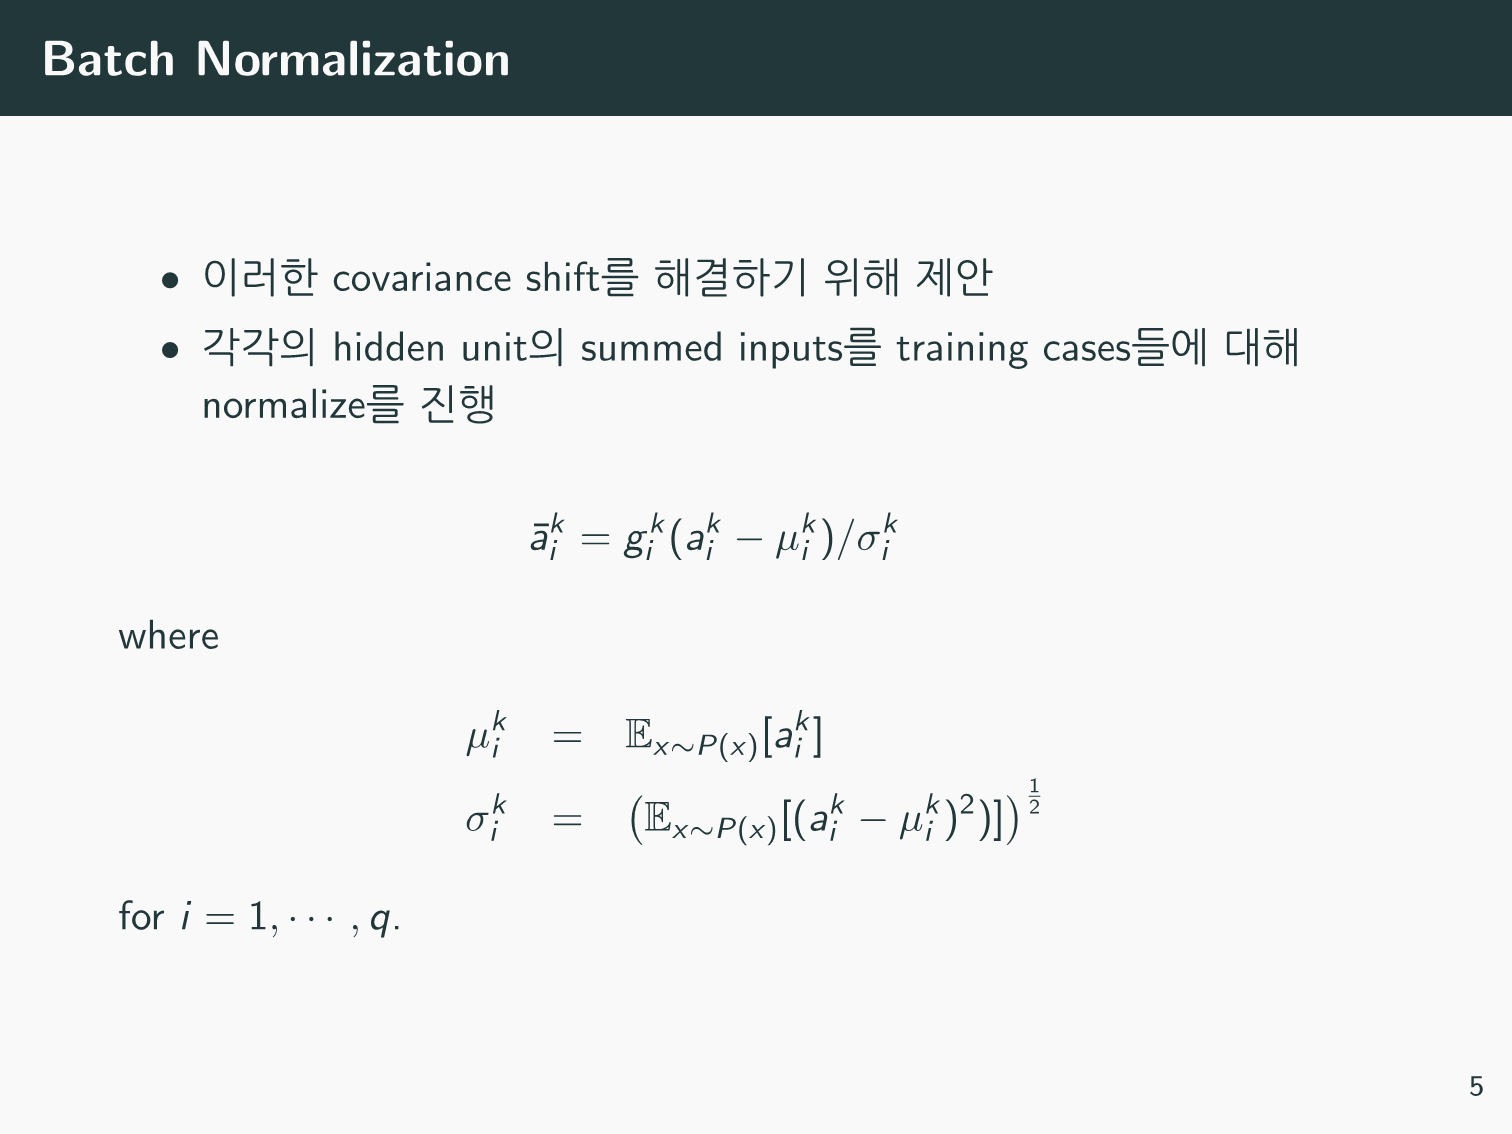 Batch Normalization
• 이러한 covariance shift를 해결하기 위해 제안
• 각각의 hidden unit의 summed inputs를 training cases들에 대해
normalize를 진행
$\bar{a}_i^k = g_i^k(a_i^k - \mu_i^k)/\sigma_i^k$
where
$\mu_i^k = \mathbb{E}_{x \sim P(x)}[a_i^k]$
$\sigma_i^k = \left(\mathbb{E}_{x \sim P(x)}[(a_i^k - \mu_i^k)^2)]\right)^{\frac{1}{2}}$
for $i = 1, \cdots, q.$
5